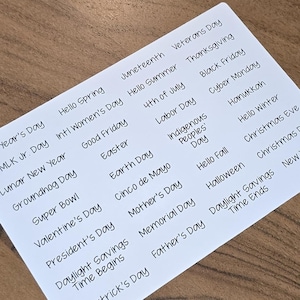 Year's Day
MLK Jr. Day
Lunar New Year
Groundhog Day
Super Bowl
Valentine's Day
President's Day
Daylight Savings
Time Begins
trick's Day
Hello Spring
Int'l Women's Day
Good Friday
Easter
Earth Day
Cinco de Mayo
Mother's Day
Memorial Day
Father's Day
Juneteenth
Hello Summer
4th of July
Labor Day
Indigenous
Peoples
Day
Hello Fall
Halloween
Daylight Savings
Time Ends
Veterans Day
Thanksgiving
Black Friday
Cyber Monday
Hanukkah
Hello Winter
Christmas Eve
Christmas
New